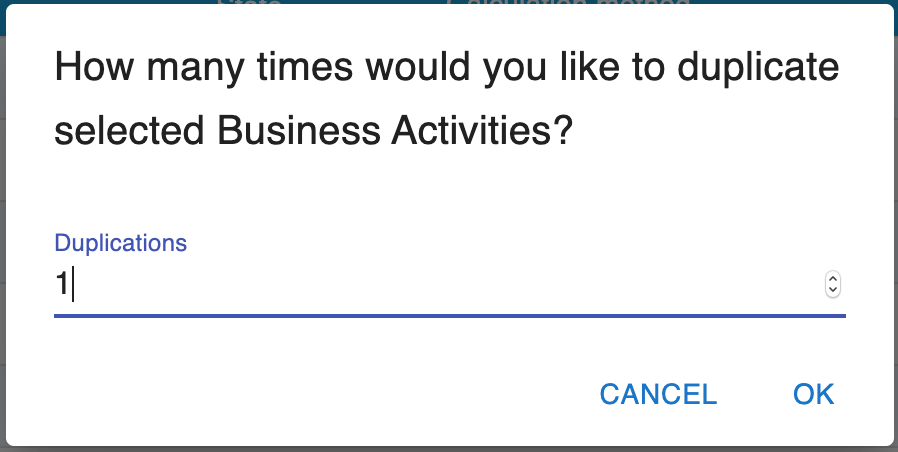 How many times would you like to duplicate
selected Business Activities?
Duplications
1
CANCEL OK